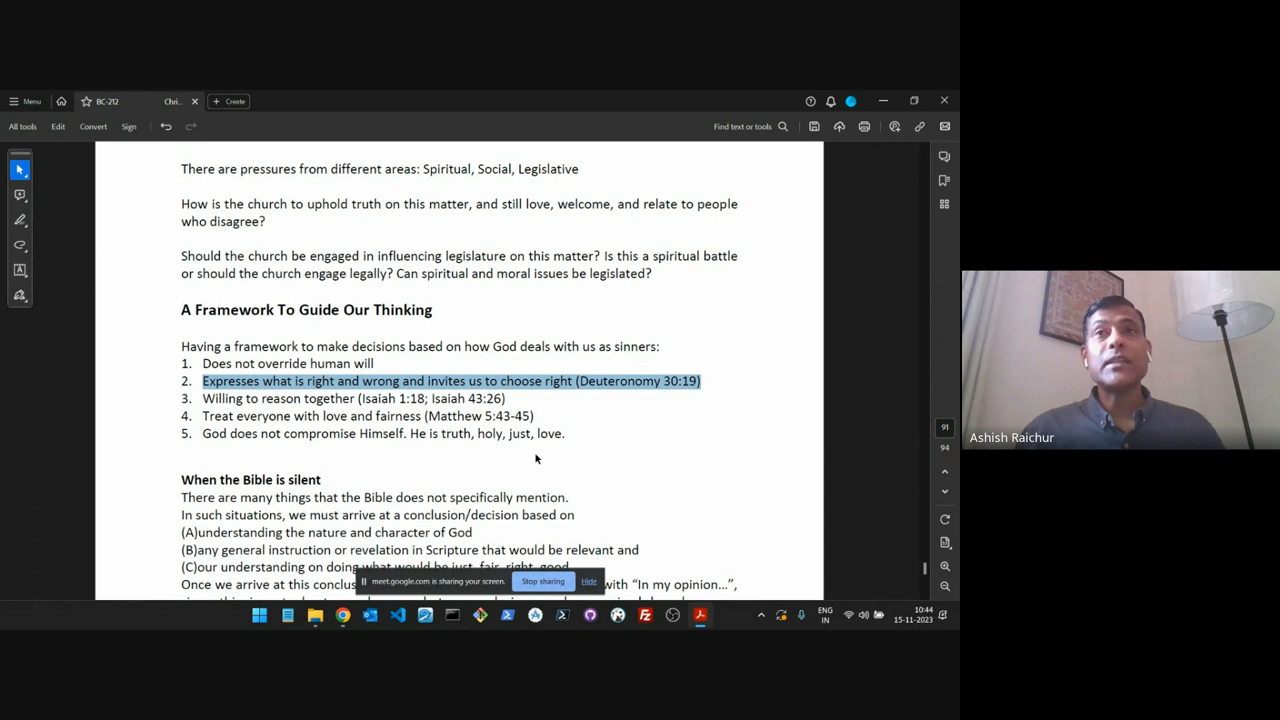 Menu
BC-212
Chri...
Create
All tools
Edit
Convert
Sign
Find text or tools
There are pressures from different areas: Spiritual, Social, Legislative
How is the church to uphold truth on this matter, and still love, welcome, and relate to people
who disagree?
Should the church be engaged in influencing legislature on this matter? Is this a spiritual battle
or should the church engage legally? Can spiritual and moral issues be legislated?
A Framework To Guide Our Thinking
Having a framework to make decisions based on how God deals with us as sinners:
1. Does not override human will
2. Expresses what is right and wrong and invites us to choose right (Deuteronomy 30:19)
3. Willing to reason together (Isaiah 1:18; Isaiah 43:26)
4. Treat everyone with love and fairness (Matthew 5:43-45)
5. God does not compromise Himself. He is truth, holy, just, love.
When the Bible is silent
There are many things that the Bible does not specifically mention.
In such situations, we must arrive at a conclusion/decision based on
(A)understanding the nature and character of God
(B)any general instruction or revelation in Scripture that would be relevant and
(C)our understanding on doing what would be just, fair, right, good
Once we arrive at this conclus with “In my opinion...”,
meet.google.com is sharing your screen.
Stop sharing
Hide
91
94
Ashish Raichur
ENG
IN
10:44
15-11-2023